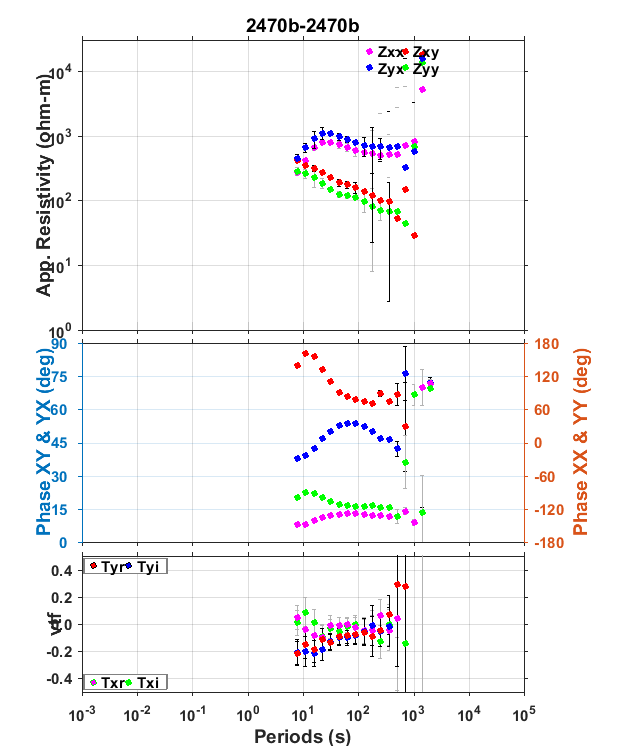 2470b-2470b
Zxx Zxy
Zyx Zyy
App. Resistivity (ohm-m)
10^4
10^3
10^2
10^1
10^0
Phase XY & YX (deg)
90
75
60
45
30
15
0
Phase XX & YY (deg)
180
120
60
0
-60
-120
-180
vtf
0.4
0.2
0
-0.2
-0.4
Tyr Tyi
Txr Txi
10^-3 10^-2 10^-1 10^0 10^1 10^2 10^3 10^4 10^5
Periods (s)